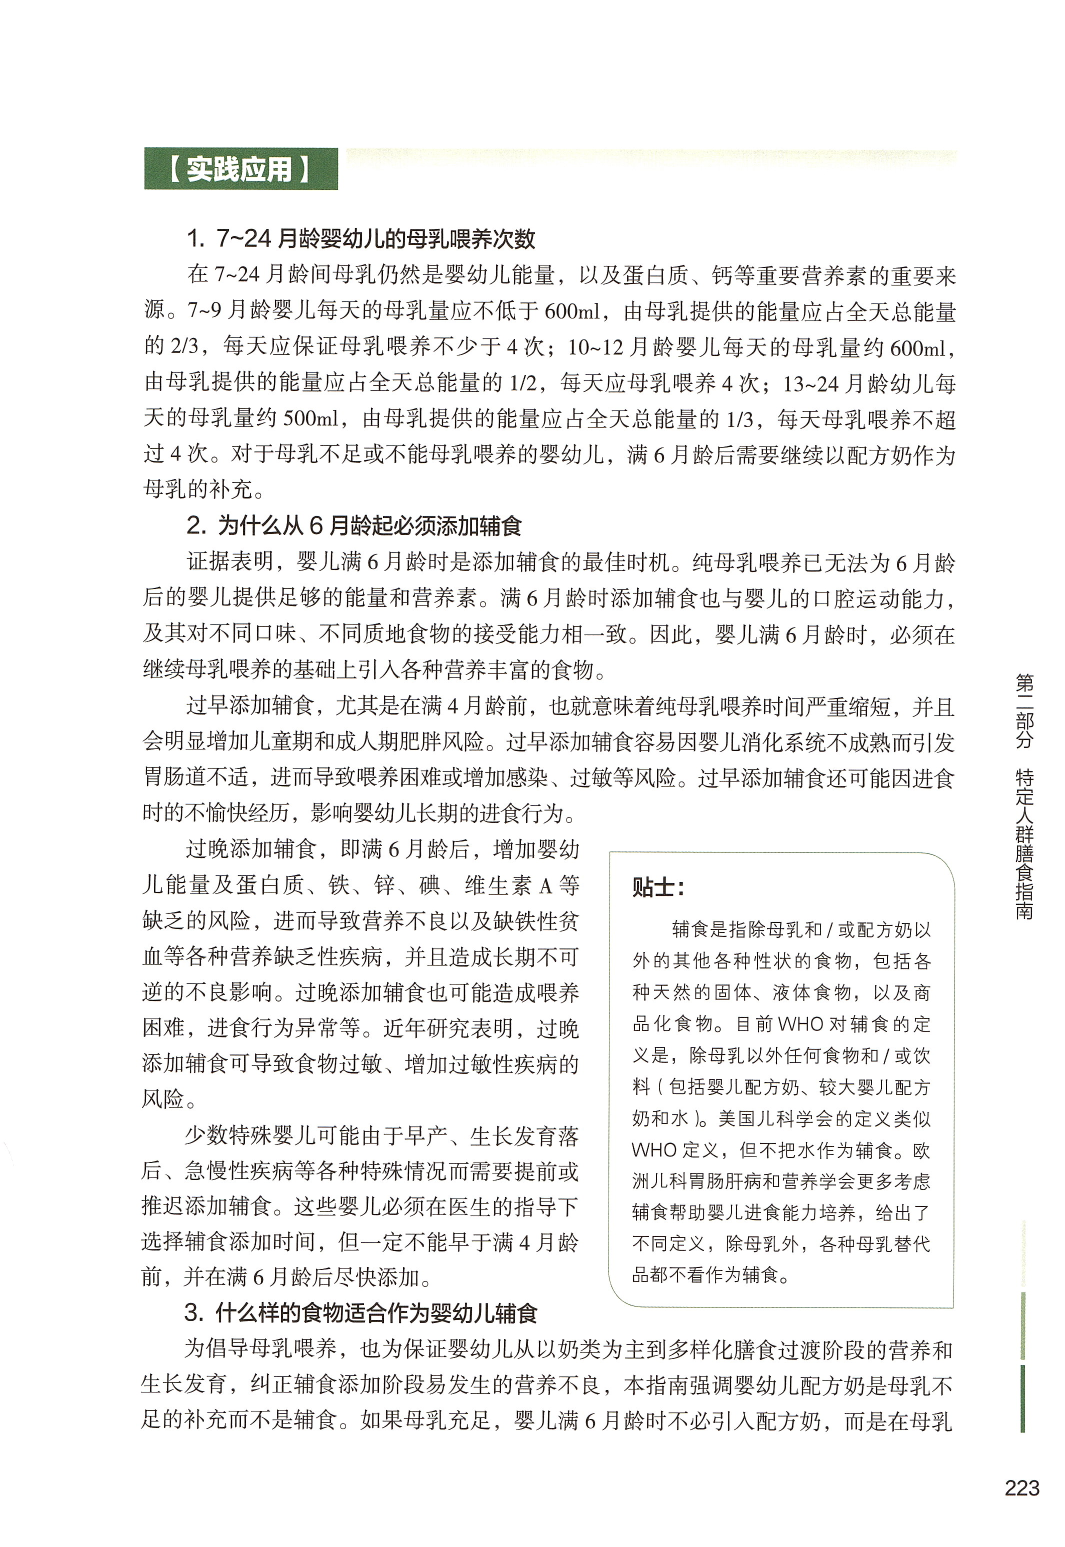 【实践应用】
1. 7~24 月龄婴幼儿的母乳喂养次数
在 7~24 月龄间母乳仍然是婴幼儿能量，以及蛋白质、钙等重要营养素的重要来
源。7~9 月龄婴儿每天的母乳量应不低于 600ml，由母乳提供的能量应占全天总能量
的 2/3，每天应保证母乳喂养不少于 4 次；10~12 月龄婴儿每天的母乳量约 600ml，
由母乳提供的能量应占全天总能量的 1/2，每天应母乳喂养 4 次；13~24 月龄幼儿每
天的母乳量约 500ml，由母乳提供的能量应占全天总能量的 1/3，每天母乳喂养不超
过 4 次。对于母乳不足或不能母乳喂养的婴幼儿，满 6 月龄后需要继续以配方奶作为
母乳的补充。
2. 为什么从 6 月龄起必须添加辅食
证据表明，婴儿满 6 月龄时是添加辅食的最佳时机。纯母乳喂养已无法为 6 月龄
后的婴儿提供足够的能量和营养素。满 6 月龄时添加辅食也与婴儿的口腔运动能力，
及其对不同口味、不同质地食物的接受能力相一致。因此，婴儿满 6 月龄时，必须在
继续母乳喂养的基础上引入各种营养丰富的食物。
过早添加辅食，尤其是在满 4 月龄前，也就意味着纯母乳喂养时间严重缩短，并且
会明显增加儿童期和成人期肥胖风险。过早添加辅食容易因婴儿消化系统不成熟而引发
胃肠道不适，进而导致喂养困难或增加感染、过敏等风险。过早添加辅食还可能因进食
时的不愉快经历，影响婴幼儿长期的进食行为。
过晚添加辅食，即满 6 月龄后，增加婴幼
儿能量及蛋白质、铁、锌、碘、维生素 A 等
缺乏的风险，进而导致营养不良以及缺铁性贫
血等各种营养缺乏性疾病，并且造成长期不可
逆的不良影响。过晚添加辅食也可能造成喂养
困难，进食行为异常等。近年研究表明，过晚
添加辅食可导致食物过敏、增加过敏性疾病的
风险。
少数特殊婴儿可能由于早产、生长发育落
后、急慢性疾病等各种特殊情况而需要提前或
推迟添加辅食。这些婴儿必须在医生的指导下
选择辅食添加时间，但一定不能早于满 4 月龄
前，并在满 6 月龄后尽快添加。
贴士：
辅食是指除母乳和 / 或配方奶以
外的其他各种性状的食物，包括各
种天然的固体、液体食物，以及商
品化食物。目前 WHO 对辅食的定
义是，除母乳以外任何食物和 / 或饮
料（包括婴儿配方奶、较大婴儿配方
奶和水）。美国儿科学会的定义类似
WHO 定义，但不把水作为辅食。欧
洲儿科胃肠肝病和营养学会更多考虑
辅食帮助婴儿进食能力培养，给出了
不同定义，除母乳外，各种母乳替代
品都不看作为辅食。
3. 什么样的食物适合作为婴幼儿辅食
为倡导母乳喂养，也为保证婴幼儿从以奶类为主到多样化膳食过渡阶段的营养和
生长发育，纠正辅食添加阶段易发生的营养不良，本指南强调婴幼儿配方奶是母乳不
足的补充而不是辅食。如果母乳充足，婴儿满 6 月龄时不必引入配方奶，而是在母乳
第二部分 特定人群膳食指南
223